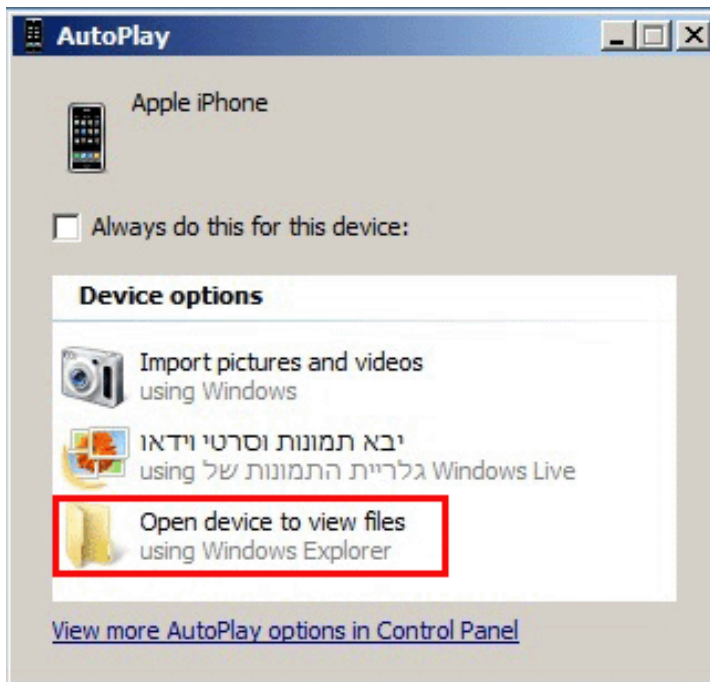 AutoPlay
Apple iPhone
Always do this for this device:
Device options
Import pictures and videos
using Windows
יבא תמונות וסרטי וידאו
using גלריית התמונות של Windows Live
Open device to view files
using Windows Explorer
View more AutoPlay options in Control Panel